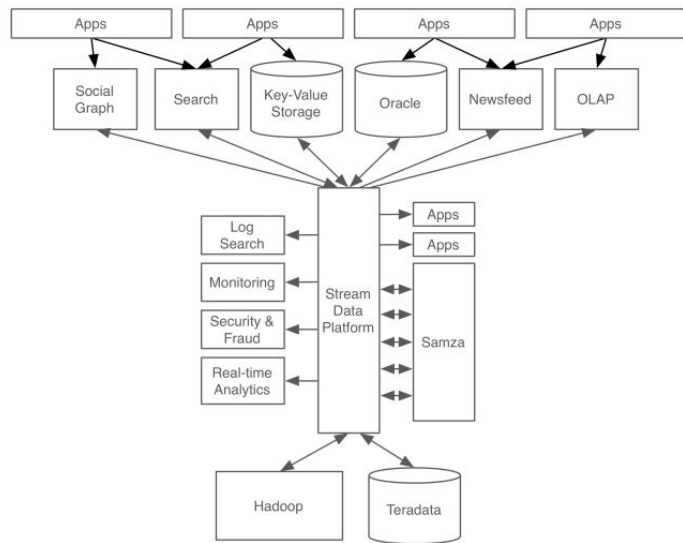 Apps
Apps
Apps
Apps
Social
Graph
Search
Key-Value
Storage
Oracle
Newsfeed
OLAP
Log
Search
Monitoring
Security &
Fraud
Real-time
Analytics
Stream
Data
Platform
Apps
Apps
Samza
Hadoop
Teradata